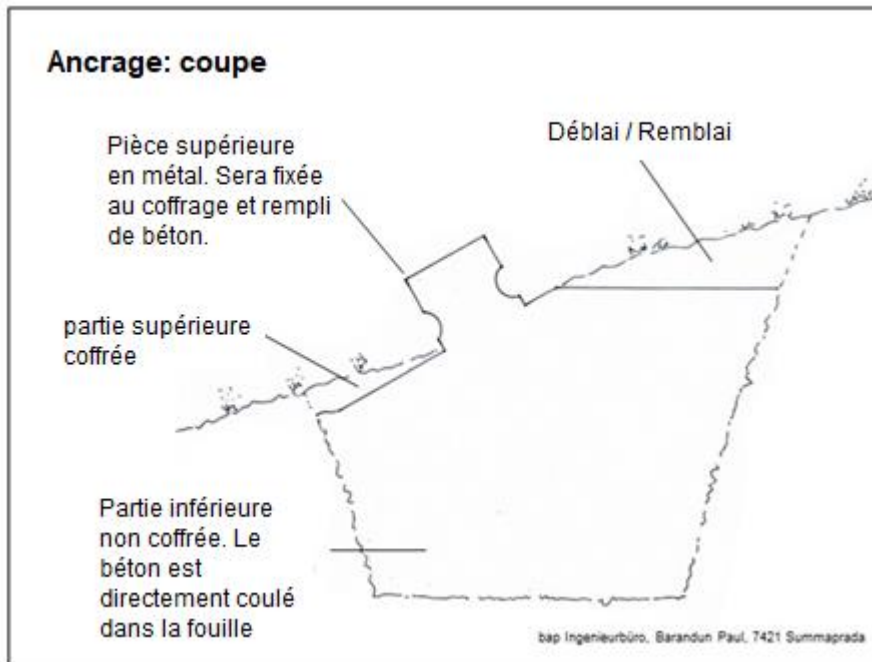 Ancrage: coupe
Pièce supérieure
en métal. Sera fixée
au coffrage et rempli
de béton.
Déblai / Remblai
partie supérieure
coffrée
Partie inférieure
non coffrée. Le
béton est
directement coulé
dans la fouille
bap Ingenieurbüro, Barandun Paul, 7421 Summaprada